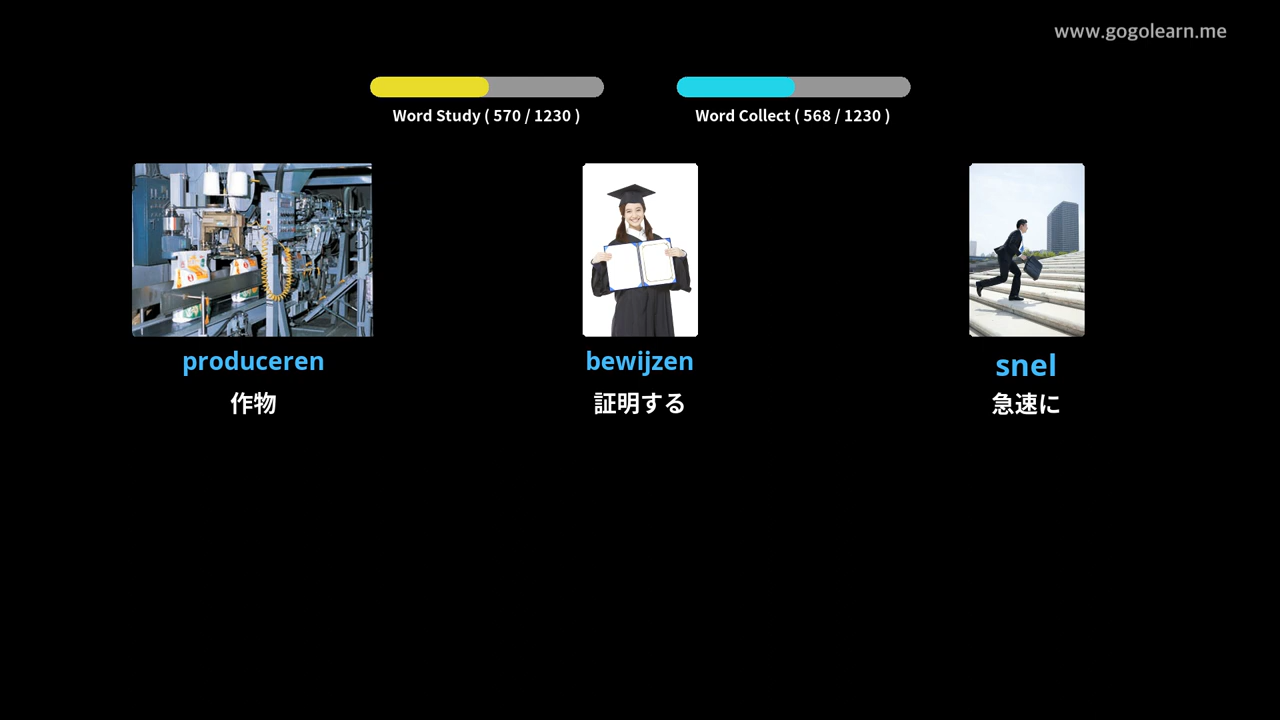 www.gogolearn.me
Word Study ( 570 / 1230 )
Word Collect ( 568 / 1230 )
produceren
作物
bewijzen
証明する
snel
急速に